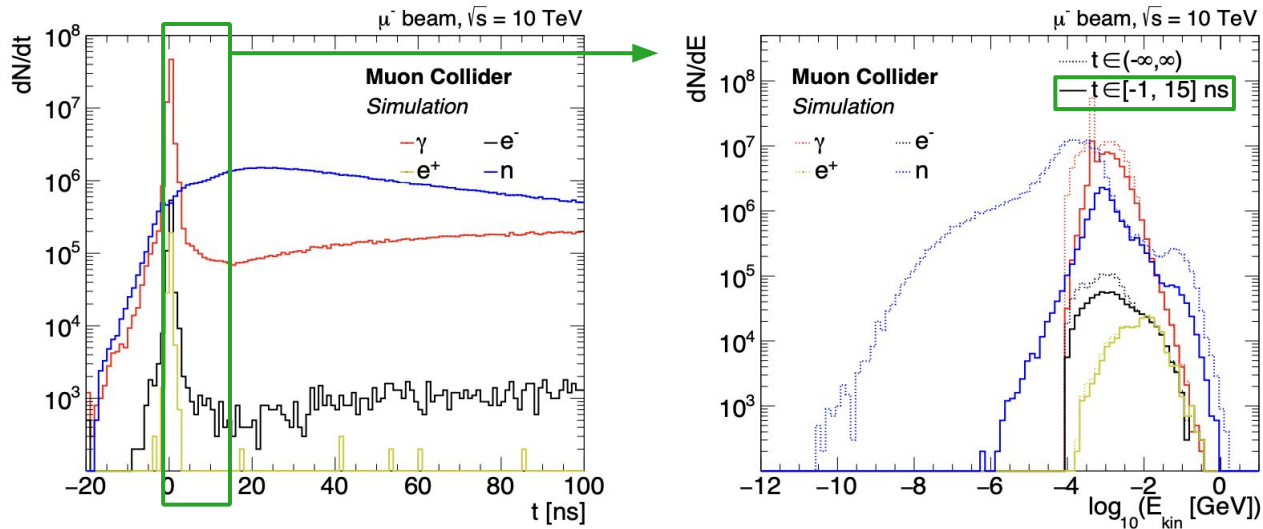 μ⁻ beam, √s = 10 TeV
dN/dt
10⁸
10⁷
10⁶
10⁵
10⁴
10³
Muon Collider
Simulation
γ e⁻
e⁺ n
−20 0 20 40 60 80 100
t [ns]
μ⁻ beam, √s = 10 TeV
dN/dE
10⁸
10⁷
10⁶
10⁵
10⁴
10³
Muon Collider
Simulation
γ e⁻
e⁺ n
t∈(-∞,∞)
t∈[-1, 15] ns
−12 −10 −8 −6 −4 −2 0
log₁₀(E_kin [GeV])